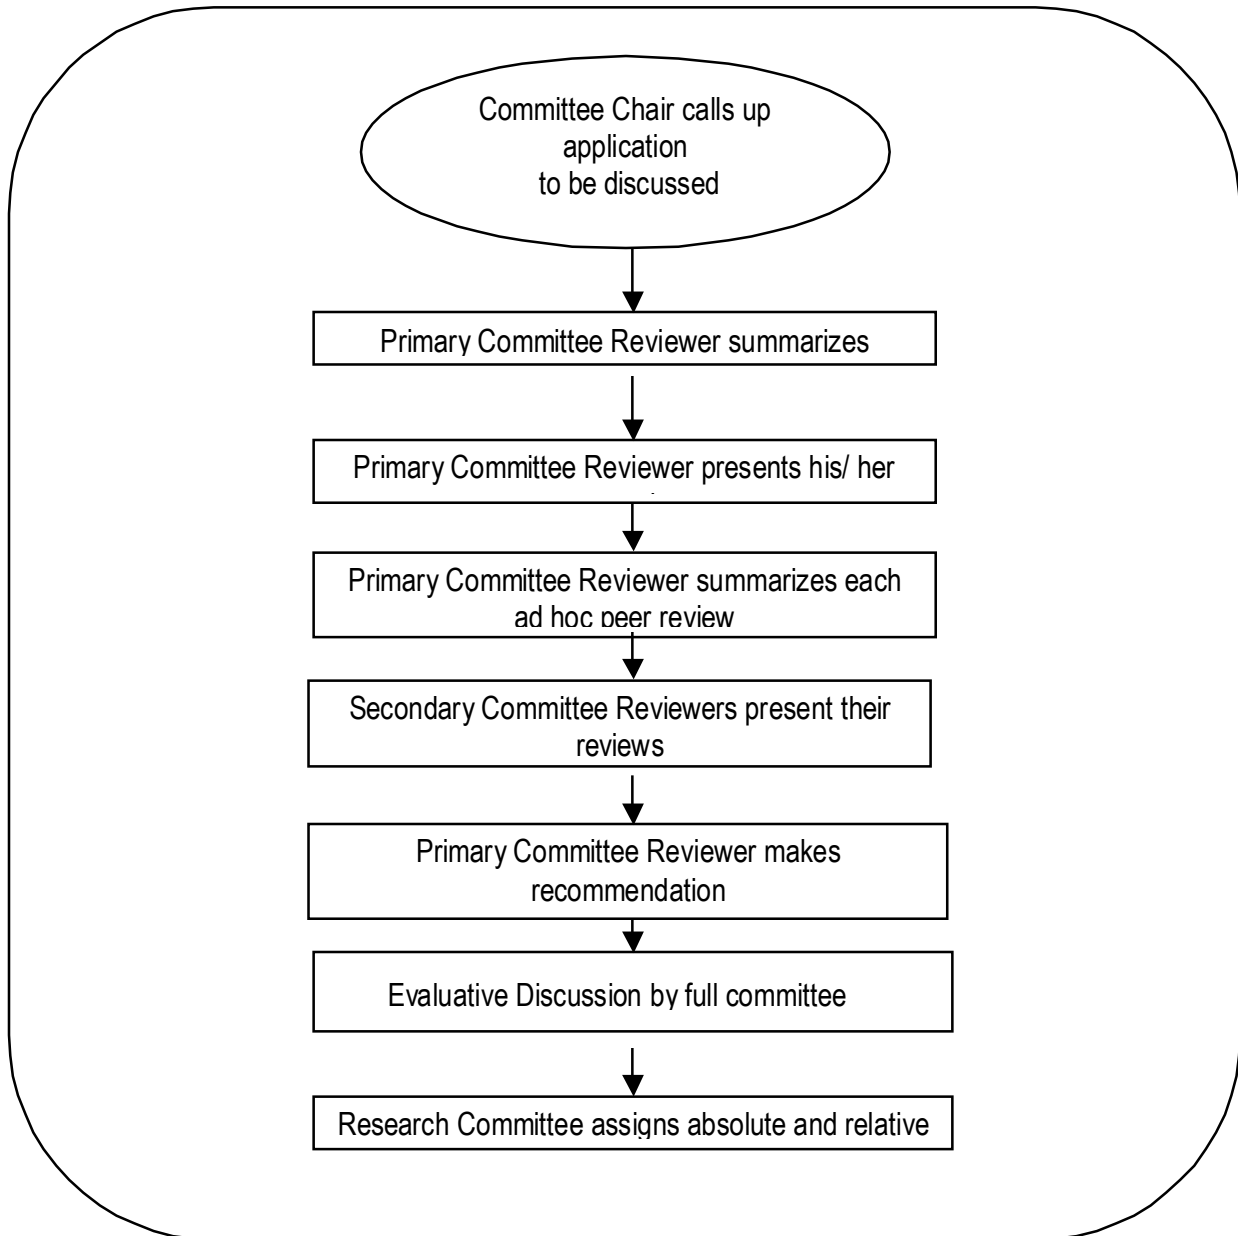 Committee Chair calls up
application
to be discussed
Primary Committee Reviewer summarizes
Primary Committee Reviewer presents his/ her
Primary Committee Reviewer summarizes each
ad hoc peer review
Secondary Committee Reviewers present their
reviews
Primary Committee Reviewer makes
recommendation
Evaluative Discussion by full committee
Research Committee assigns absolute and relative